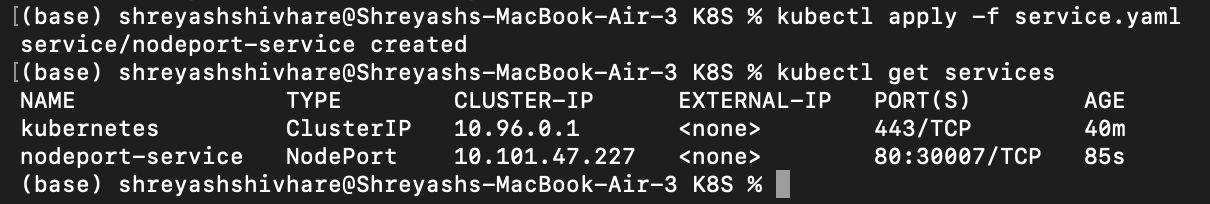 [(base) shreyashshivhare@Shreyashs-MacBook-Air-3 K8S % kubectl apply -f service.yaml
service/nodeport-service created
[(base) shreyashshivhare@Shreyashs-MacBook-Air-3 K8S % kubectl get services
NAME               TYPE        CLUSTER-IP      EXTERNAL-IP   PORT(S)        AGE
kubernetes         ClusterIP   10.96.0.1       <none>        443/TCP        40m
nodeport-service   NodePort    10.101.47.227   <none>        80:30007/TCP   85s
(base) shreyashshivhare@Shreyashs-MacBook-Air-3 K8S %